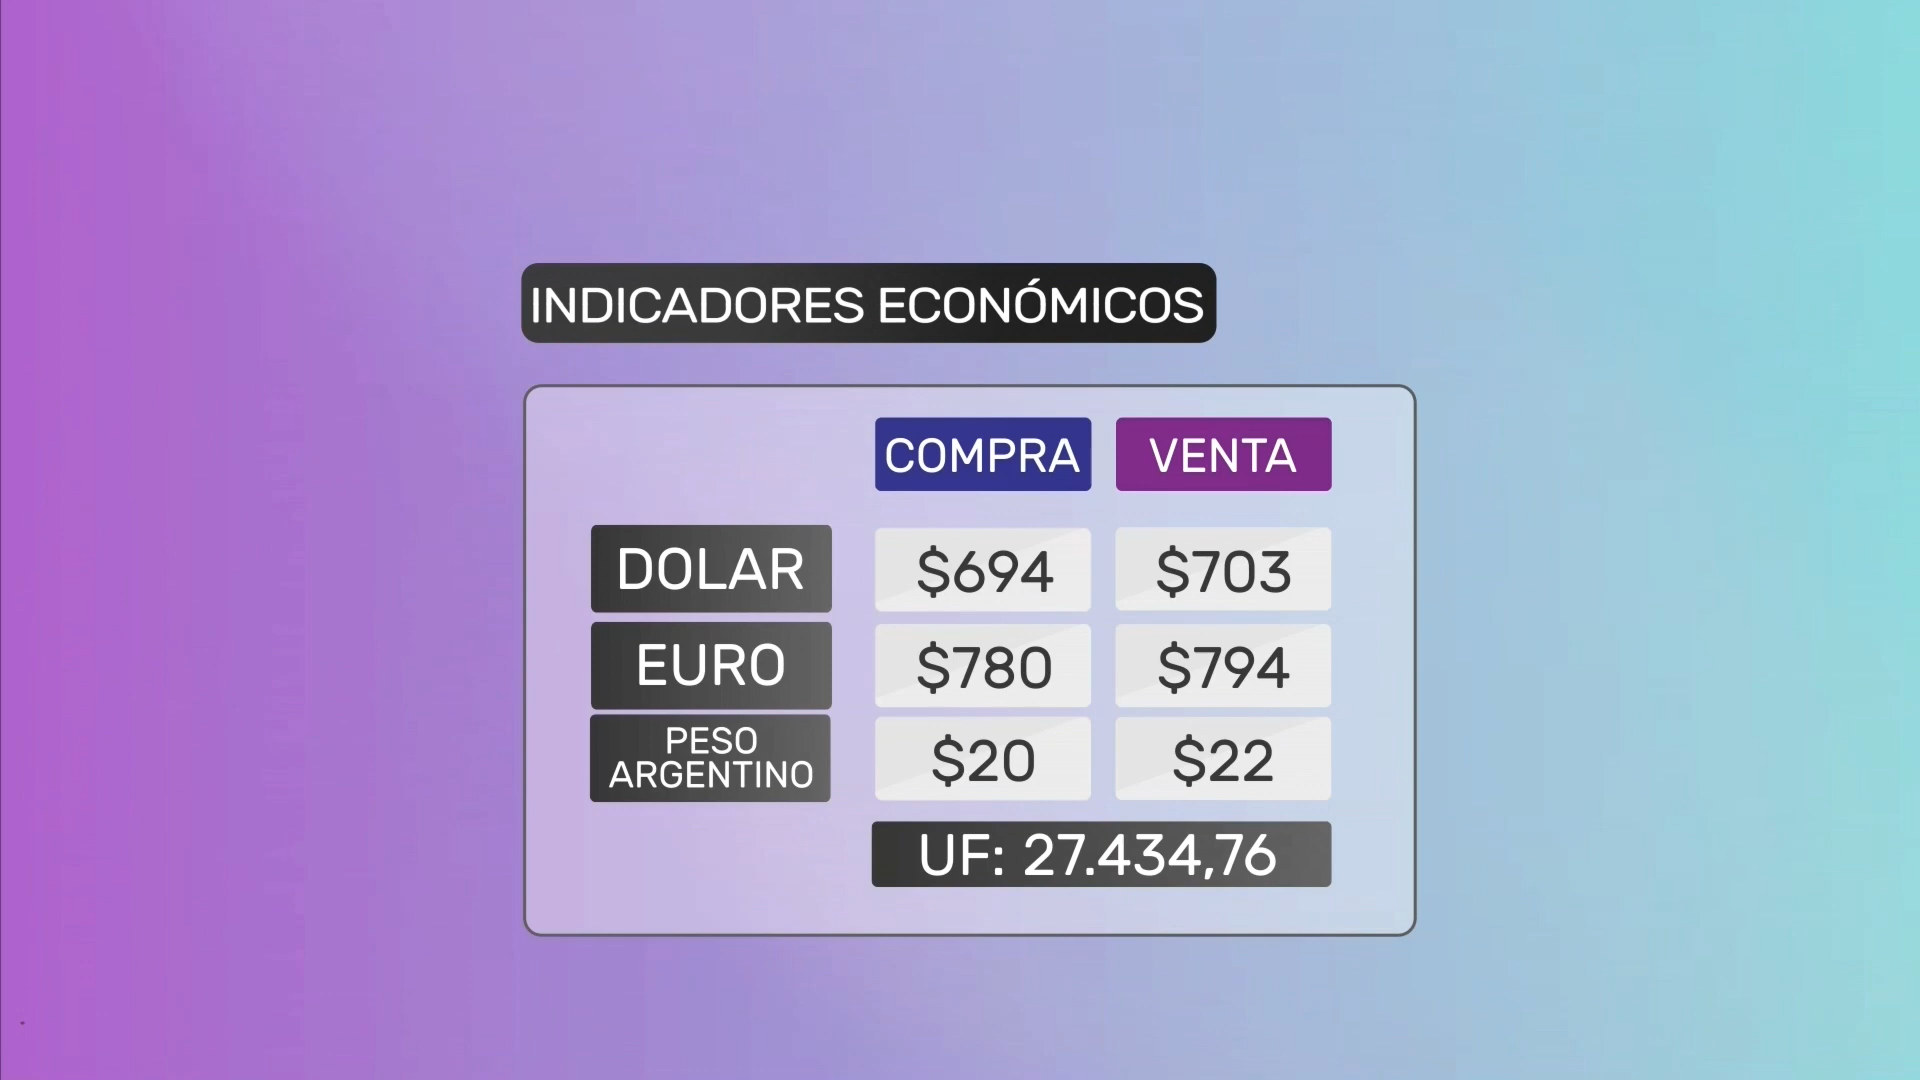 INDICADORES ECONÓMICOS
COMPRA VENTA
DOLAR $694 $703
EURO $780 $794
PESO
ARGENTINO $20 $22
UF: 27.434,76